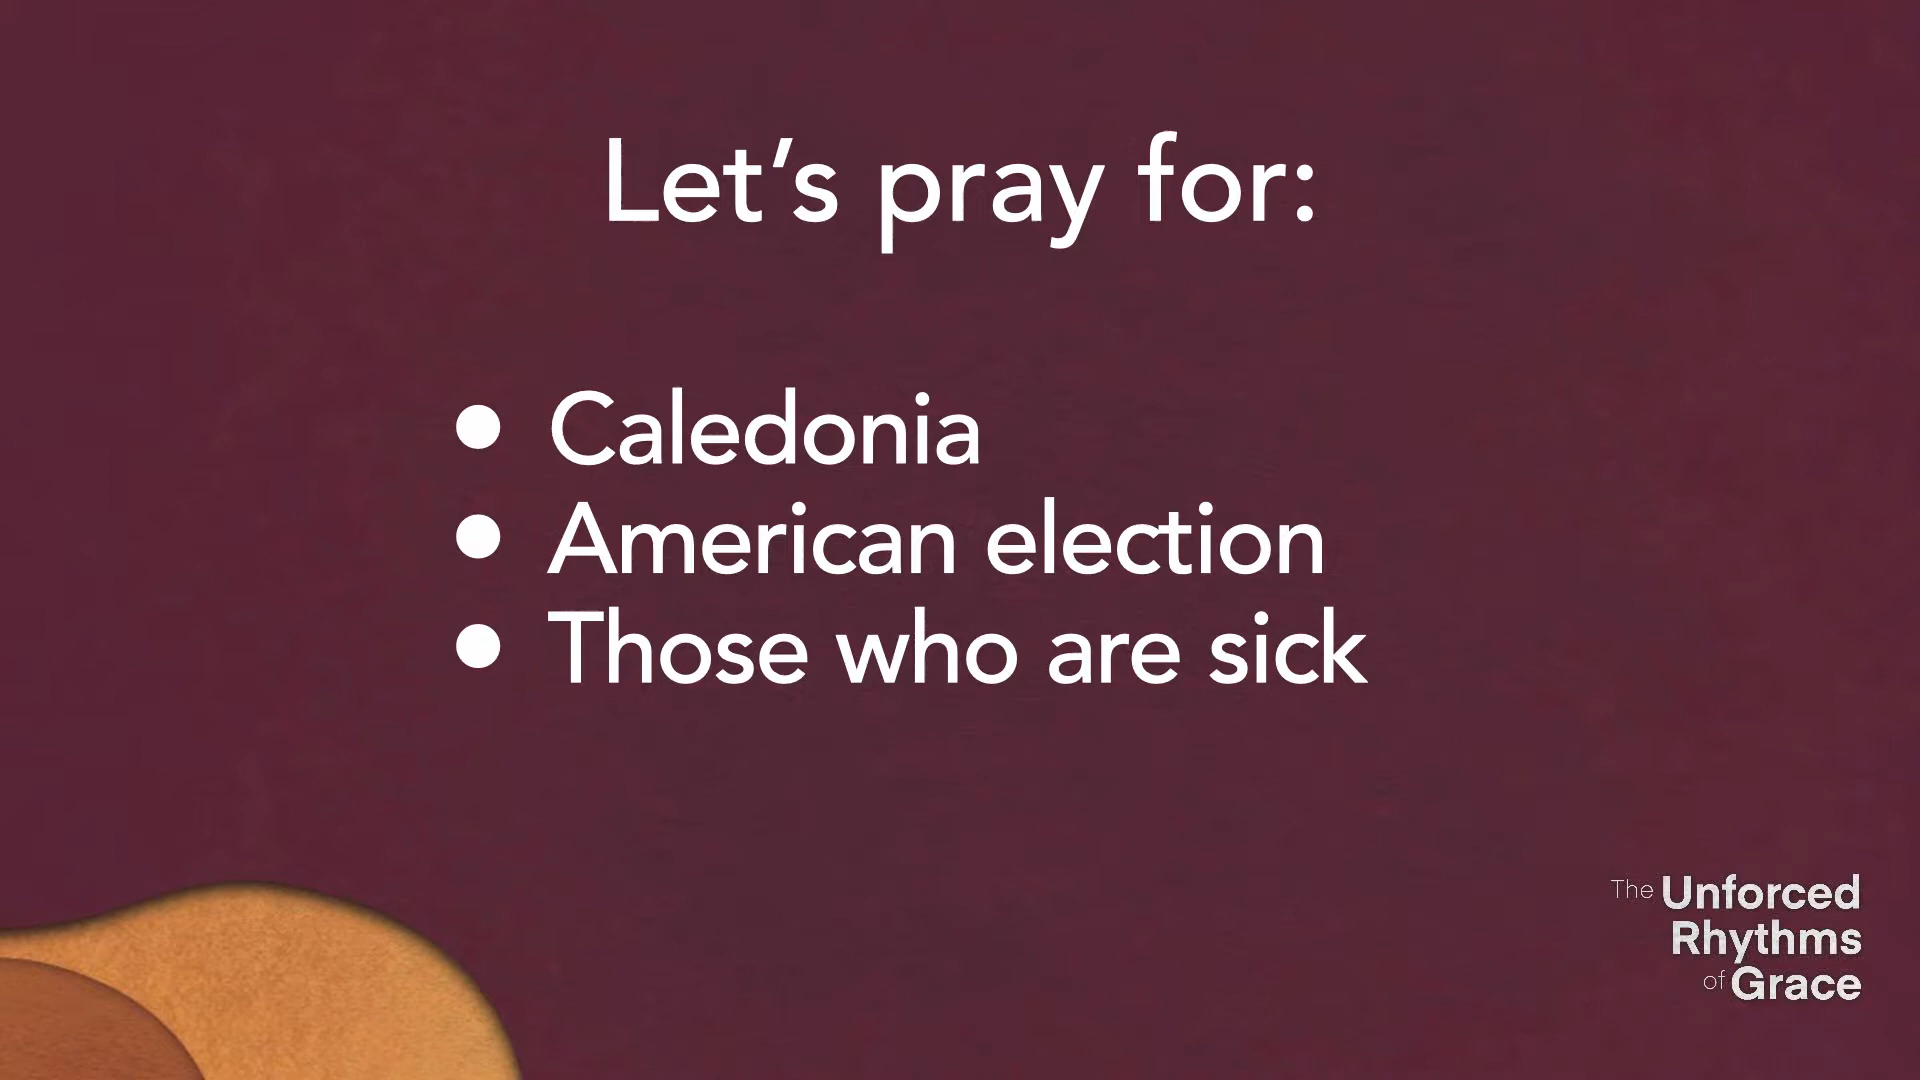 Let’s pray for:
• Caledonia
• American election
• Those who are sick
The Unforced
Rhythms
of Grace